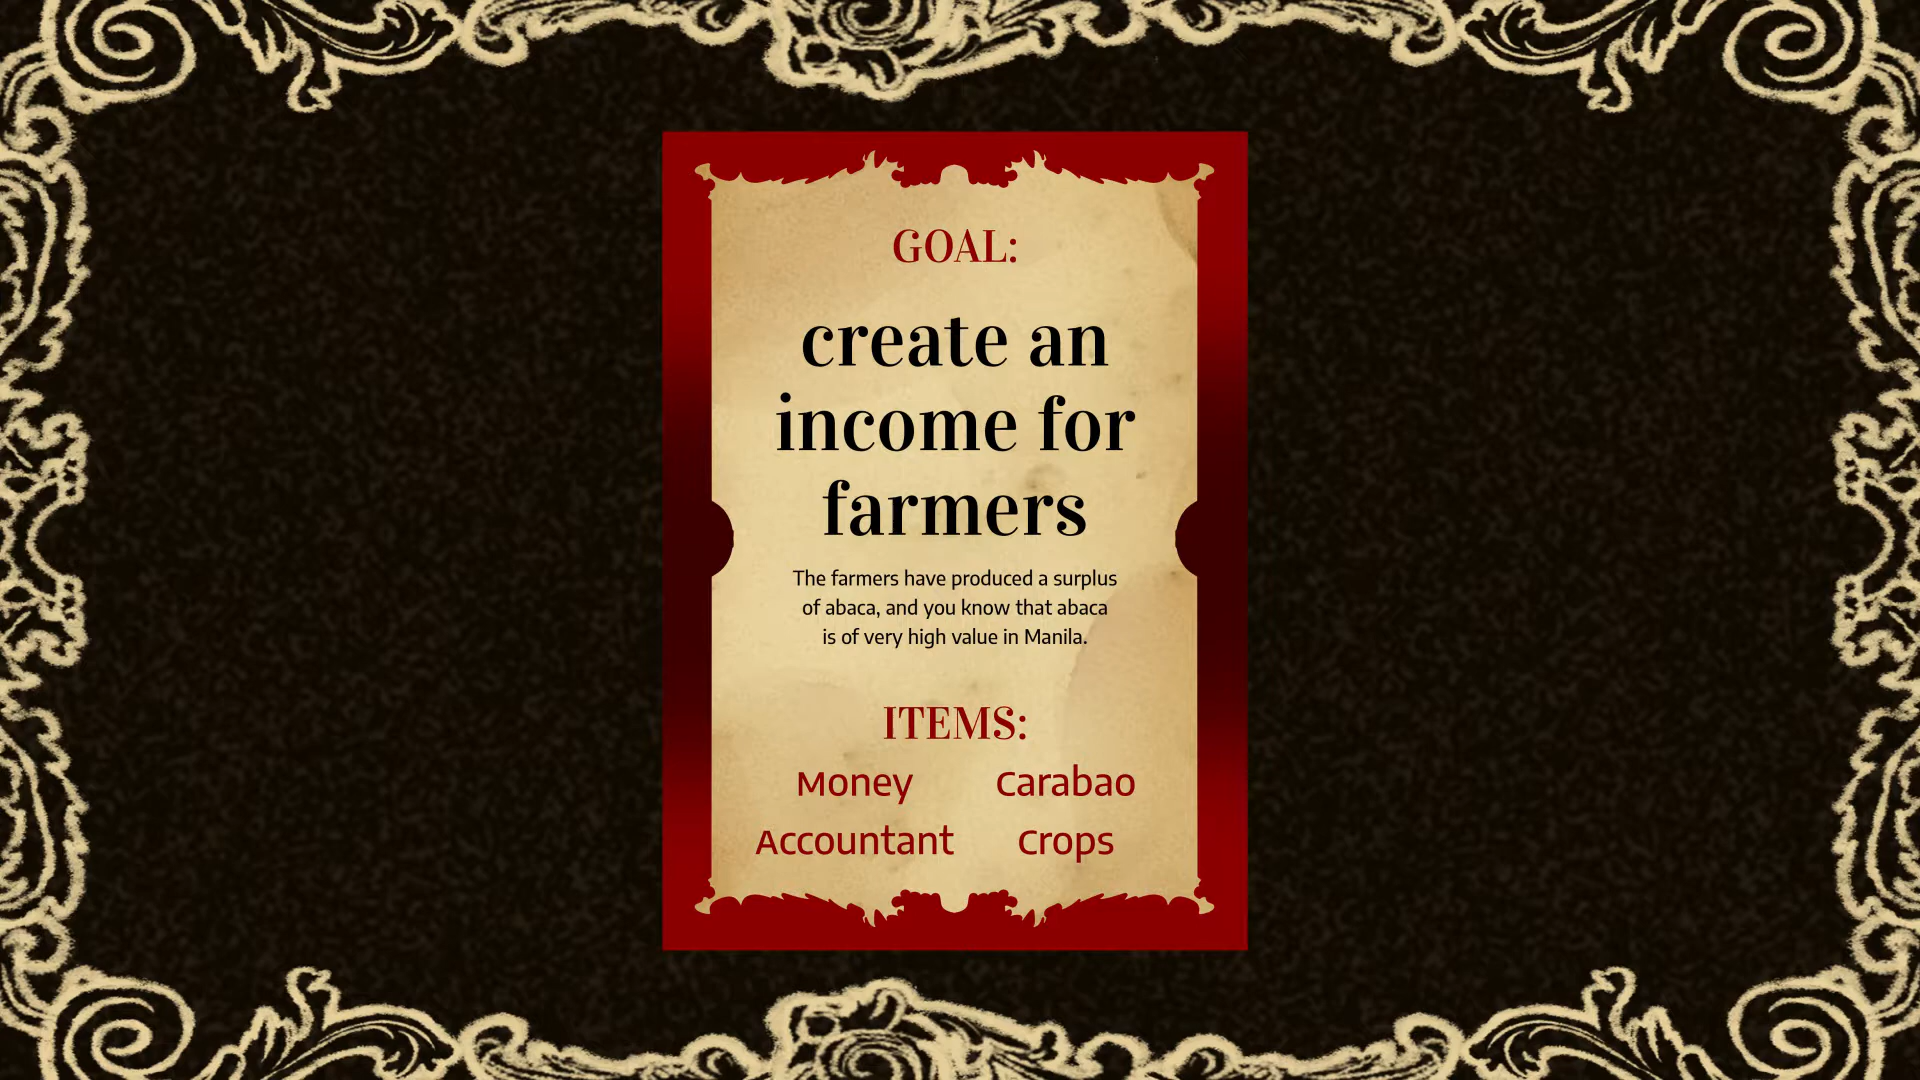 GOAL:
create an
income for
farmers
The farmers have produced a surplus
of abaca, and you know that abaca
is of very high value in Manila.
ITEMS:
Money Carabao
Accountant Crops